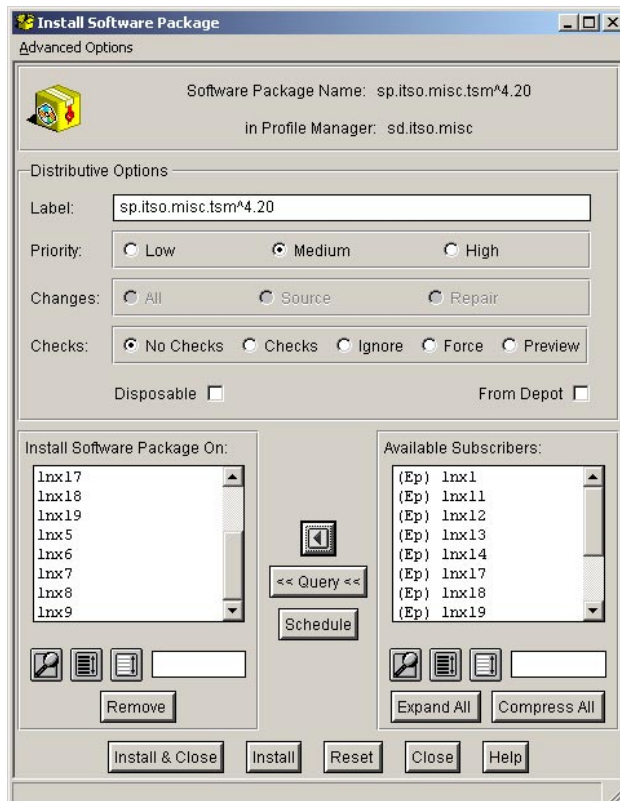 Install Software Package
Advanced Options
Software Package Name: sp.itso.misc.tsm^4.20
in Profile Manager: sd.itso.misc
Distributive Options
Label: sp.itso.misc.tsm^4.20
Priority: Low Medium High
Changes: All Source Repair
Checks: No Checks Checks Ignore Force Preview
Disposable From Depot
Install Software Package On:
lnx17
lnx18
lnx19
lnx5
lnx6
lnx7
lnx8
lnx9
Remove
<< Query <<
Schedule
Available Subscribers:
(Ep) lnx1
(Ep) lnx11
(Ep) lnx12
(Ep) lnx13
(Ep) lnx14
(Ep) lnx17
(Ep) lnx18
(Ep) lnx19
Expand All Compress All
Install & Close Install Reset Close Help